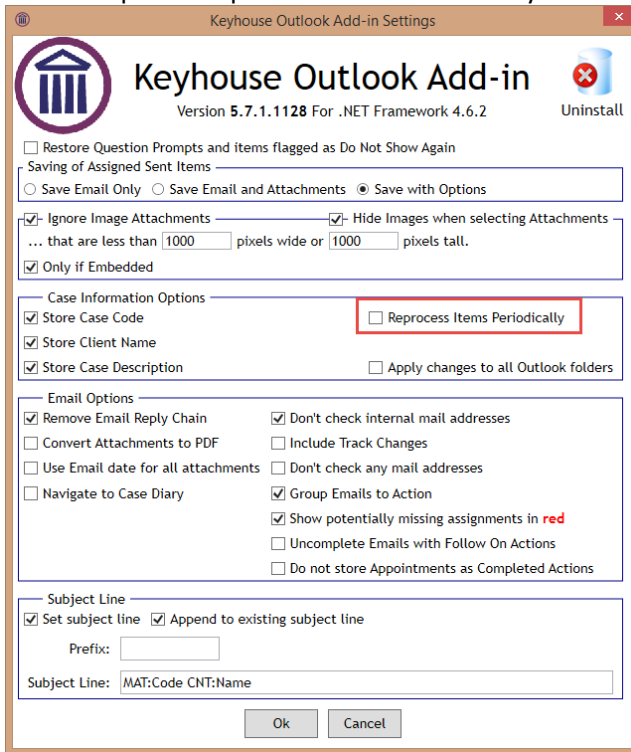 Keyhouse Outlook Add-in Settings
Keyhouse Outlook Add-in
Version 5.7.1.1128 For .NET Framework 4.6.2
Uninstall
Restore Question Prompts and items flagged as Do Not Show Again
Saving of Assigned Sent Items
Save Email Only Save Email and Attachments Save with Options
Ignore Image Attachments Hide Images when selecting Attachments
... that are less than 1000 pixels wide or 1000 pixels tall.
Only if Embedded
Case Information Options
Store Case Code Reprocess Items Periodically
Store Client Name
Store Case Description Apply changes to all Outlook folders
Email Options
Remove Email Reply Chain Don't check internal mail addresses
Convert Attachments to PDF Include Track Changes
Use Email date for all attachments Don't check any mail addresses
Navigate to Case Diary Group Emails to Action
Show potentially missing assignments in red
Uncomplete Emails with Follow On Actions
Do not store Appointments as Completed Actions
Subject Line
Set subject line Append to existing subject line
Prefix:
Subject Line: MAT:Code CNT:Name
Ok Cancel